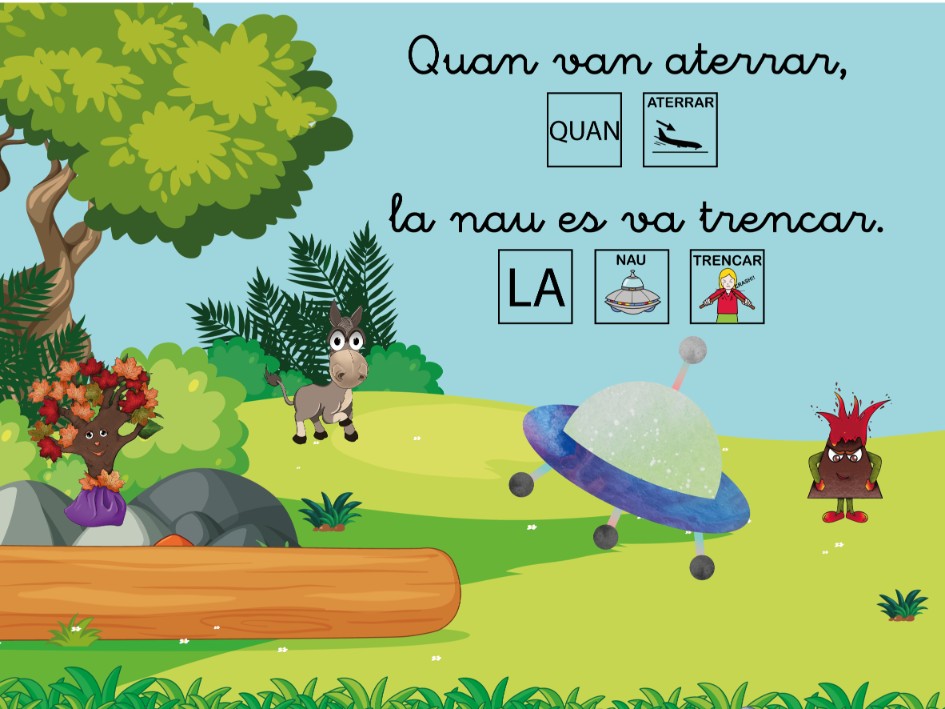 Quan van aterrar,
QUAN ATERRAR
la nau es va trencar.
LA NAU TRENCAR